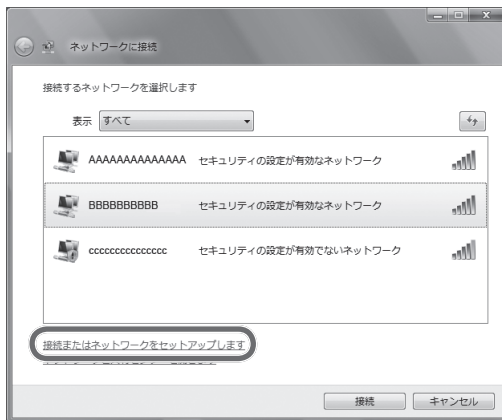 ネットワークに接続
接続するネットワークを選択します
表示 すべて
AAAAAAAAAAAAAA セキュリティの設定が有効なネットワーク
BBBBBBBBBB セキュリティの設定が有効なネットワーク
cccccccccccccc セキュリティの設定が有効でないネットワーク
接続またはネットワークをセットアップします
接続 キャンセル